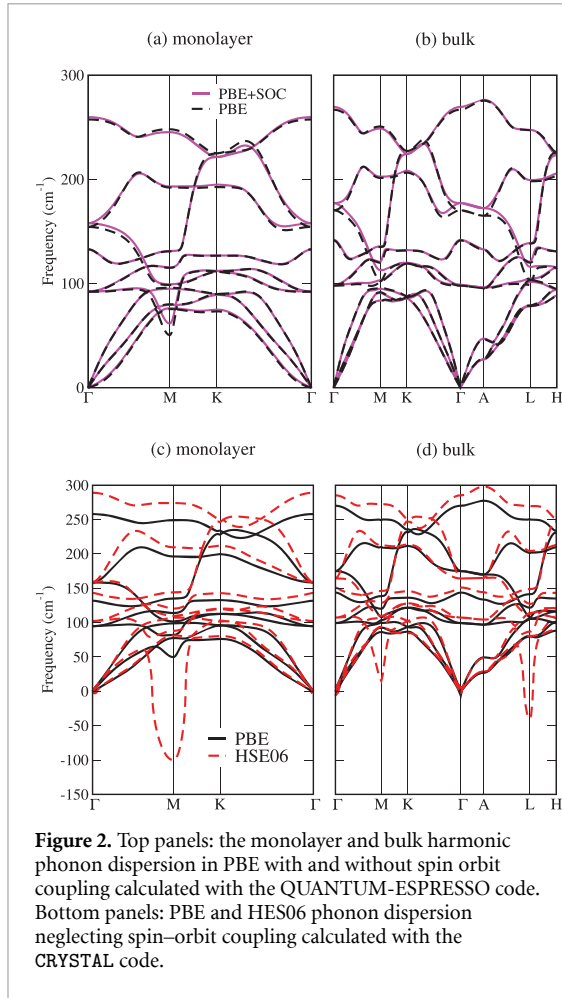 (a) monolayer
(b) bulk
300
200
100
0
Frequency (cm⁻¹)
PBE+SOC
PBE
Γ M K Γ
Γ M K Γ A L H
(c) monolayer
(d) bulk
300
250
200
150
100
50
0
-50
-100
-150
Frequency (cm⁻¹)
PBE
HSE06
Γ M K Γ
Γ M K Γ A L H
Figure 2. Top panels: the monolayer and bulk harmonic
phonon dispersion in PBE with and without spin orbit
coupling calculated with the QUANTUM-ESPRESSO code.
Bottom panels: PBE and HES06 phonon dispersion
neglecting spin–orbit coupling calculated with the
CRYSTAL code.